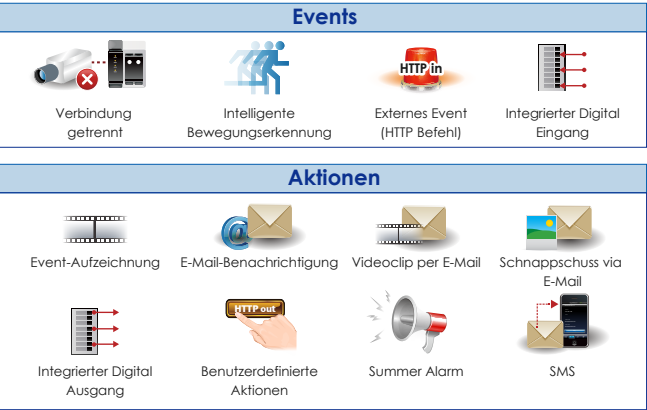 Events
HTTP in
Verbindung
getrennt
Intelligente
Bewegungserkennung
Externes Event
(HTTP Befehl)
Integrierter Digital
Eingang
Aktionen
Event-Aufzeichnung
E-Mail-Benachrichtigung
Videoclip per E-Mail
Schnappschuss via
E-Mail
HTTP out
Integrierter Digital
Ausgang
Benutzerdefinierte
Aktionen
Summer Alarm
SMS